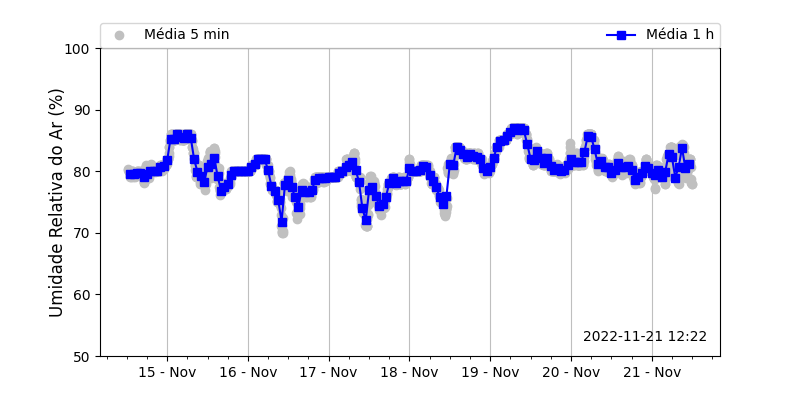 Média 5 min
Média 1 h
Umidade Relativa do Ar (%)
100
90
80
70
60
50
2022-11-21 12:22
15 - Nov
16 - Nov
17 - Nov
18 - Nov
19 - Nov
20 - Nov
21 - Nov